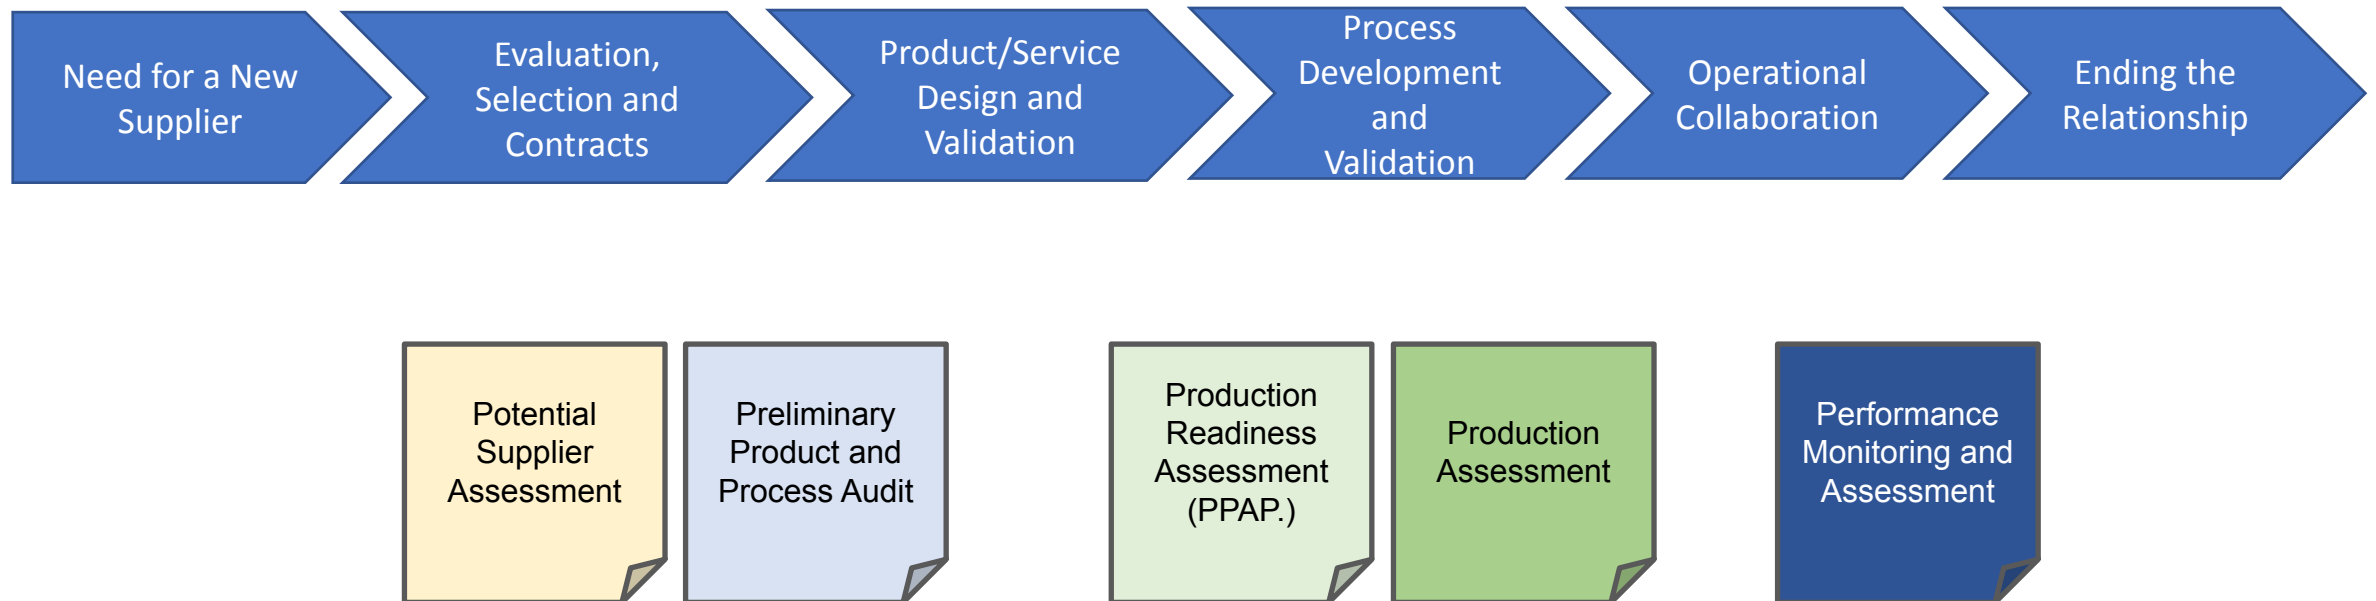 Need for a New
Supplier
Evaluation,
Selection and
Contracts
Product/Service
Design and
Validation
Process
Development
and
Validation
Operational
Collaboration
Ending the
Relationship
Potential
Supplier
Assessment
Preliminary
Product and
Process Audit
Production
Readiness
Assessment
(PPAP.)
Production
Assessment
Performance
Monitoring and
Assessment